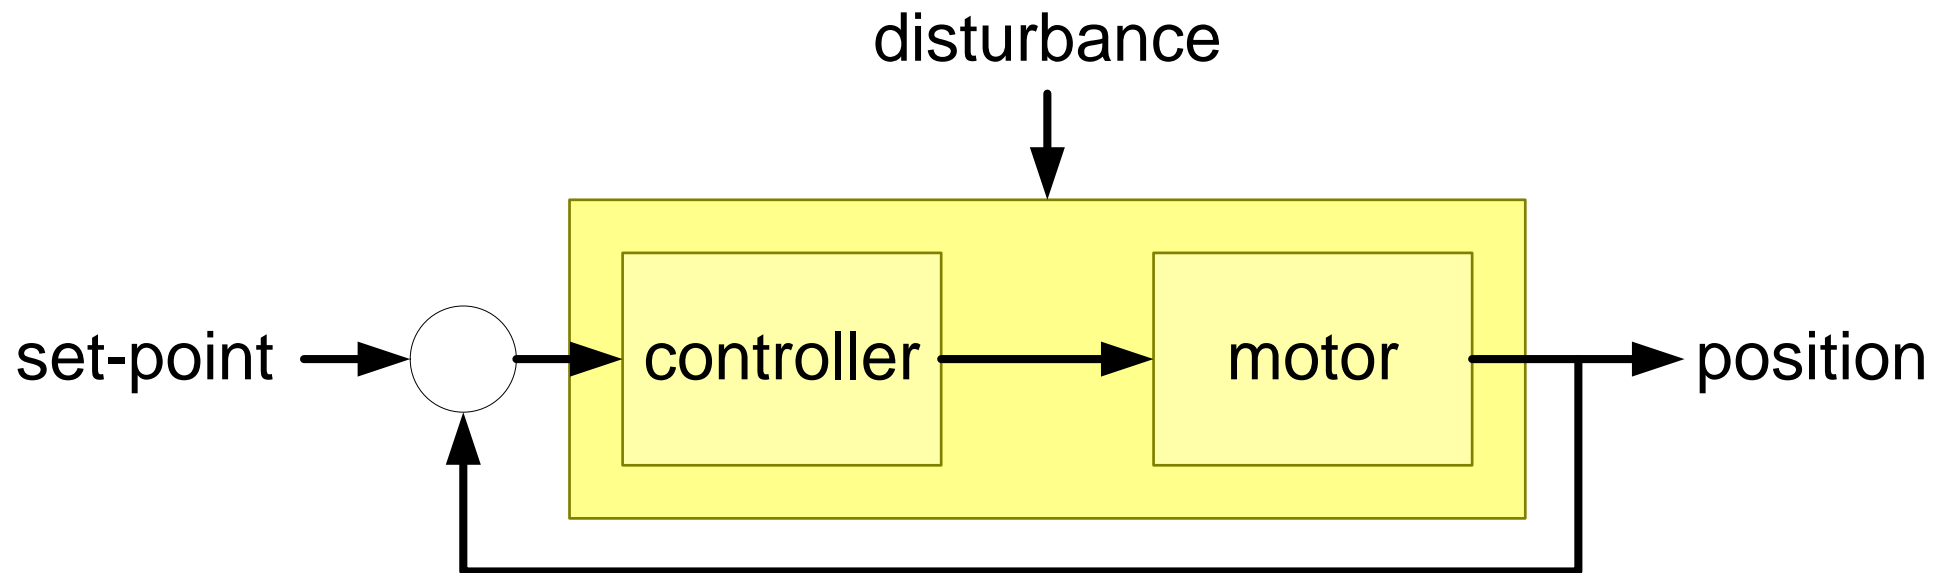 disturbance
set-point
controller
motor
position